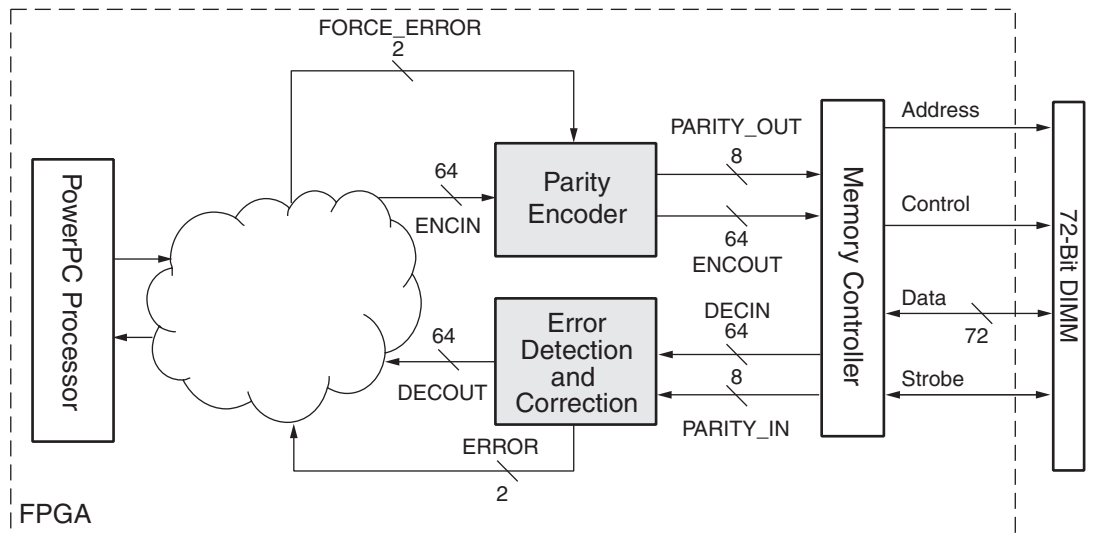 FORCE_ERROR
2
PowerPC Processor
64
ENCIN
Parity
Encoder
PARITY_OUT
8
64
ENCOUT
Memory Controller
Address
Control
Data
72
Strobe
72-Bit DIMM
64
DECOUT
Error
Detection
and
Correction
DECIN
64
8
PARITY_IN
ERROR
2
FPGA